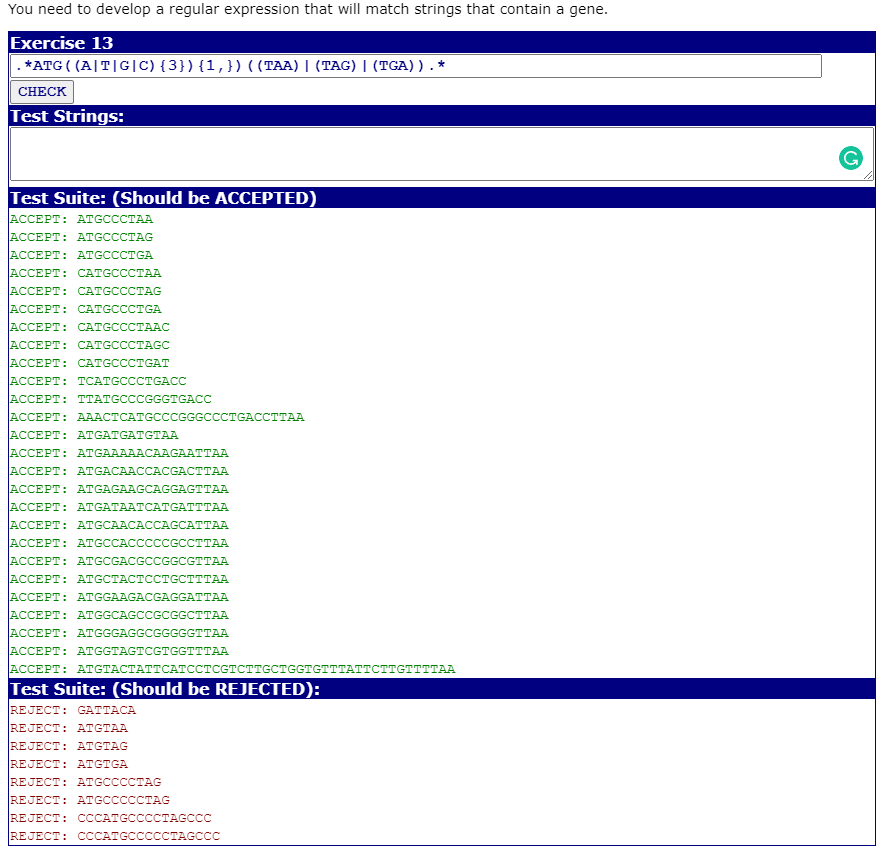 You need to develop a regular expression that will match strings that contain a gene.
Exercise 13
.*ATG((A|T|G|C){3}){1,})((TAA)|(TAG)|(TGA)).*
CHECK
Test Strings:
Test Suite: (Should be ACCEPTED)
ACCEPT: ATGCCCTAA
ACCEPT: ATGCCCTAG
ACCEPT: ATGCCCTGA
ACCEPT: CATGCCCTAA
ACCEPT: CATGCCCTAG
ACCEPT: CATGCCCTGA
ACCEPT: CATGCCCTAAC
ACCEPT: CATGCCCTAGC
ACCEPT: CATGCCCTGAT
ACCEPT: TCATGCCCTGACC
ACCEPT: TTATGCCCGGGTGACC
ACCEPT: AAACTCATGCCCGGGCCCTGACCTTAA
ACCEPT: ATGATGATGTAA
ACCEPT: ATGAAAAACAAGAATTAA
ACCEPT: ATGACAACCACGACTTAA
ACCEPT: ATGAGAAGCAGGAGTTAA
ACCEPT: ATGATAATCATGATTTAA
ACCEPT: ATGCAACACCAGCATTAA
ACCEPT: ATGCCACCCCCGCCTTAA
ACCEPT: ATGCGACGCCGGCGTTAA
ACCEPT: ATGCTACTCCTGCTTTAA
ACCEPT: ATGGAAGACGAGGATTAA
ACCEPT: ATGGCAGCCGCGGCTTAA
ACCEPT: ATGGGAGGCGGGGGTTAA
ACCEPT: ATGGTAGTCGTGGTTTAA
ACCEPT: ATGTACTATTCATCCTCGTCTTGCTGGTGTTTATTCTTGTTTTAA
Test Suite: (Should be REJECTED):
REJECT: GATTACA
REJECT: ATGTAA
REJECT: ATGTAG
REJECT: ATGTGA
REJECT: ATGCCCCTAG
REJECT: ATGCCCCCTAG
REJECT: CCCATGCCCCTAGCCC
REJECT: CCCATGCCCCCTAGCCC